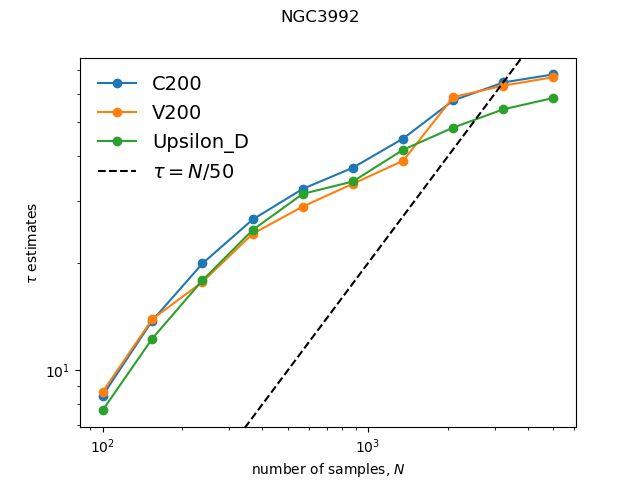 NGC3992
C200
V200
Upsilon_D
τ = N/50
τ estimates
10¹
10² 10³
number of samples, N